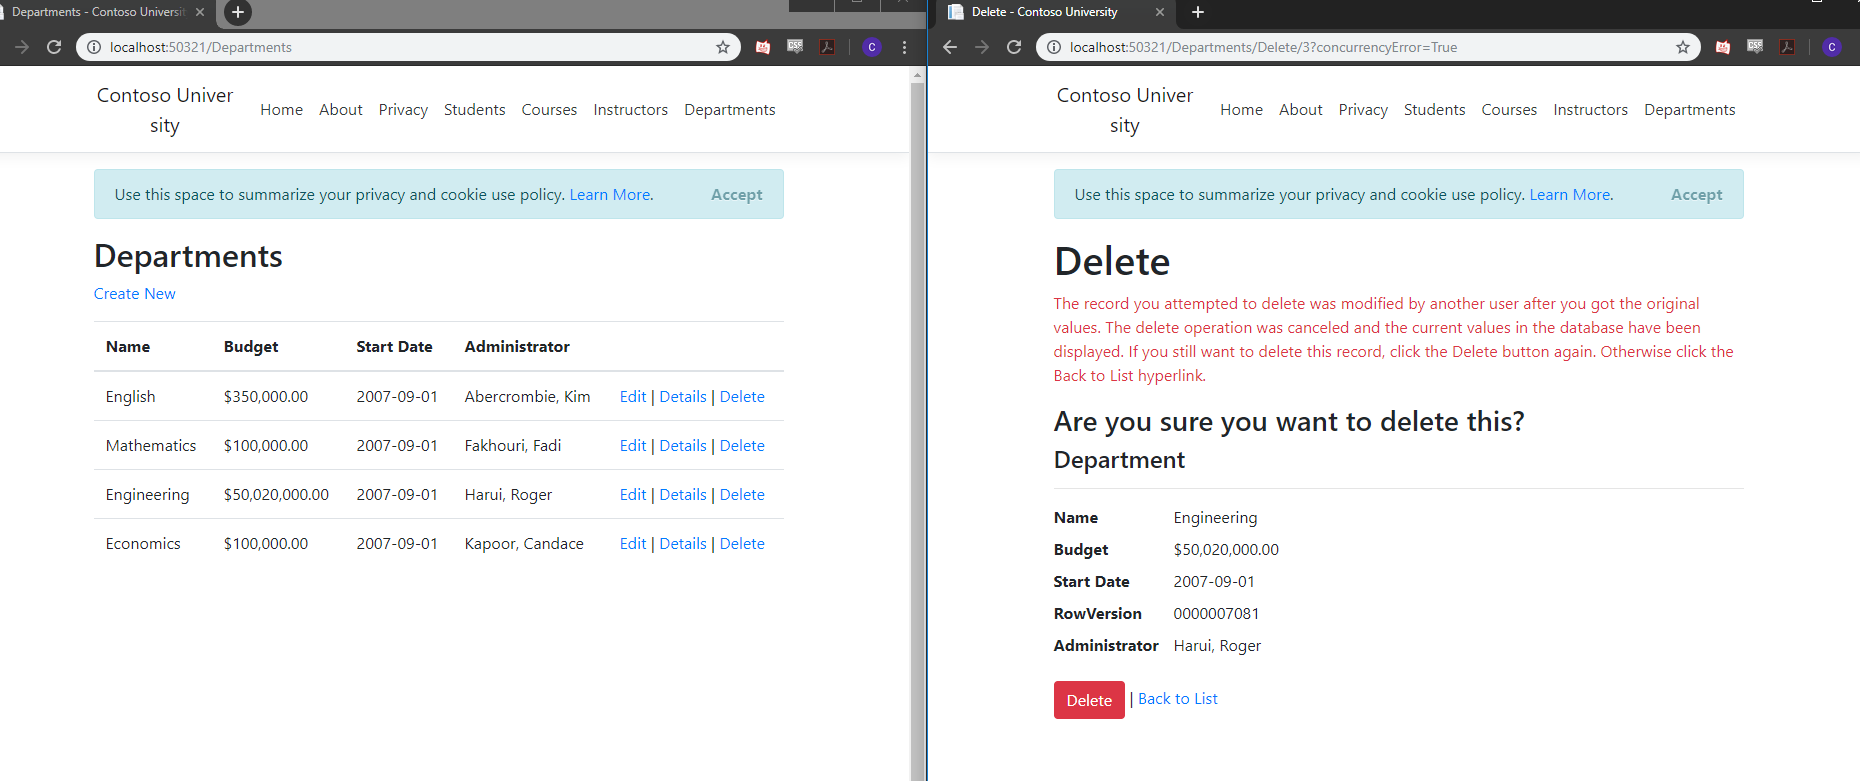 Departments - Contoso Universit
localhost:50321/Departments
C
Contoso Univer
sity
Home About Privacy Students Courses Instructors Departments
Use this space to summarize your privacy and cookie use policy. Learn More. Accept
Departments
Create New
Name Budget Start Date Administrator
English $350,000.00 2007-09-01 Abercrombie, Kim Edit | Details | Delete
Mathematics $100,000.00 2007-09-01 Fakhouri, Fadi Edit | Details | Delete
Engineering $50,020,000.00 2007-09-01 Harui, Roger Edit | Details | Delete
Economics $100,000.00 2007-09-01 Kapoor, Candace Edit | Details | Delete
Delete - Contoso University
localhost:50321/Departments/Delete/3?concurrencyError=True
C
Contoso Univer
sity
Home About Privacy Students Courses Instructors Departments
Use this space to summarize your privacy and cookie use policy. Learn More. Accept
Delete
The record you attempted to delete was modified by another user after you got the original
values. The delete operation was canceled and the current values in the database have been
displayed. If you still want to delete this record, click the Delete button again. Otherwise click the
Back to List hyperlink.
Are you sure you want to delete this?
Department
Name Engineering
Budget $50,020,000.00
Start Date 2007-09-01
RowVersion 0000007081
Administrator Harui, Roger
Delete | Back to List